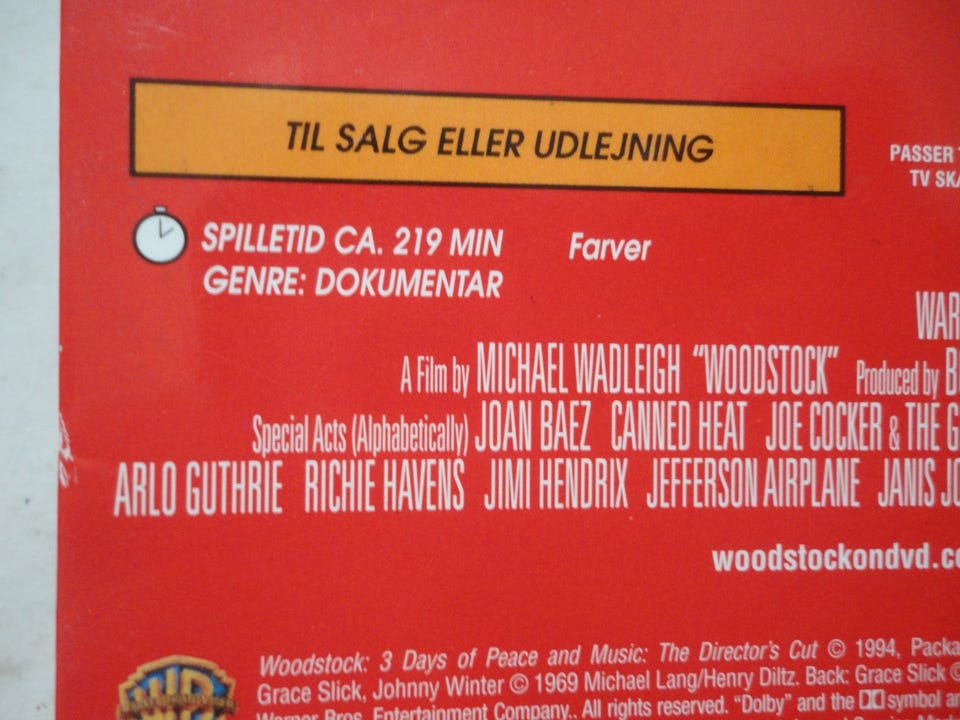 TIL SALG ELLER UDLEJNING
PASSER
TV
SPILLETID CA. 219 MIN Farver
GENRE: DOKUMENTAR
A Film by MICHAEL WADLEIGH "WOODSTOCK" Produced by
Special Acts (Alphabetically) JOAN BAEZ CANNED HEAT JOE COCKER & THE
ARLO GUTHRIE RICHIE HAVENS JIMI HENDRIX JEFFERSON AIRPLANE JANIS
woodstockondvd.
Woodstock: 3 Days of Peace and Music: The Director's Cut © 1994,
Grace Slick, Johnny Winter © 1969 Michael Lang/Henry Diltz. Back: Grace Slick ©
Warner Bros. Entertainment Company.. All rights reserved. "Dolby" and the symbol